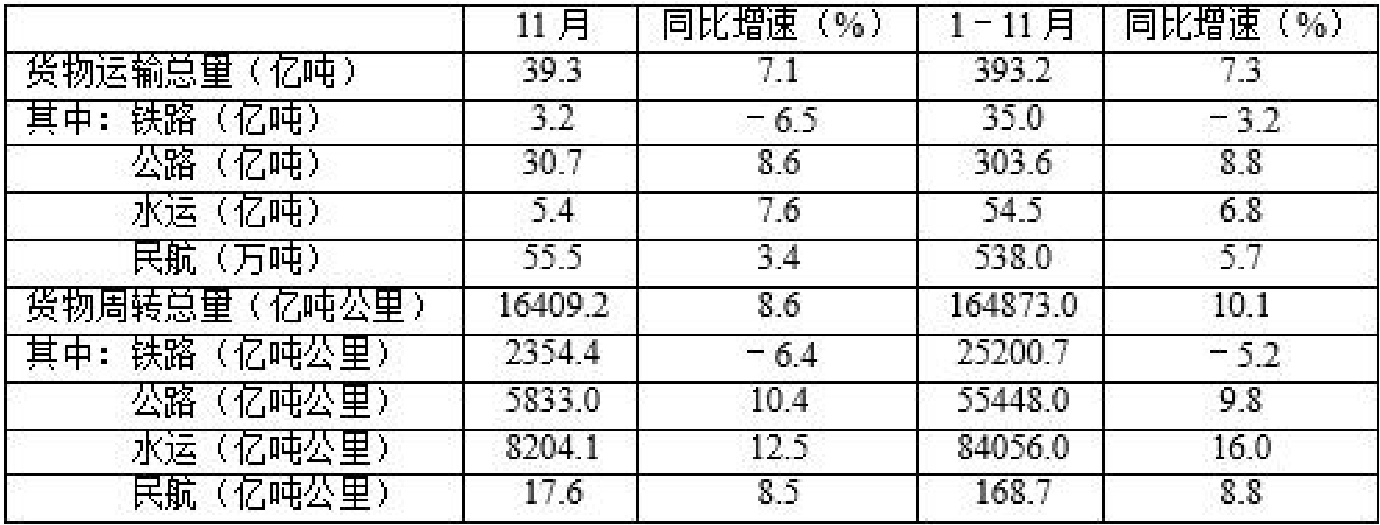 11月 同比增速（%） 1-11月 同比增速（%）
货物运输总量（亿吨） 39.3 7.1 393.2 7.3
其中：铁路（亿吨） 3.2 -6.5 35.0 -3.2
公路（亿吨） 30.7 8.6 303.6 8.8
水运（亿吨） 5.4 7.6 54.5 6.8
民航（万吨） 55.5 3.4 538.0 5.7
货物周转总量（亿吨公里） 16409.2 8.6 164873.0 10.1
其中：铁路（亿吨公里） 2354.4 -6.4 25200.7 -5.2
公路（亿吨公里） 5833.0 10.4 55448.0 9.8
水运（亿吨公里） 8204.1 12.5 84056.0 16.0
民航（亿吨公里） 17.6 8.5 168.7 8.8